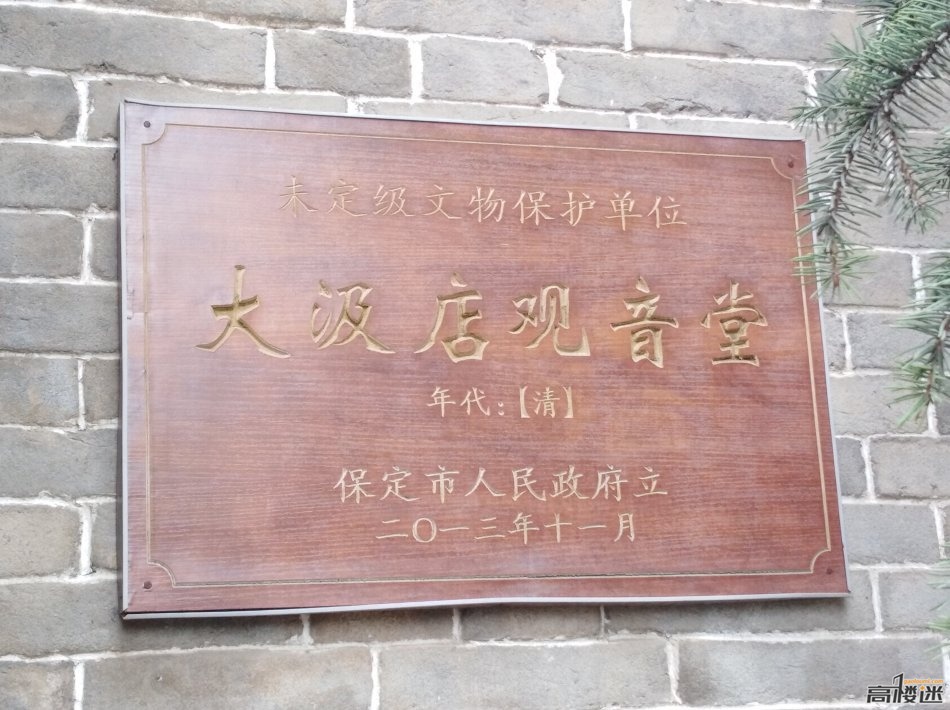 未定级文物保护单位
大汲店观音堂
年代：【清】
保定市人民政府立
二〇一三年十一月
高楼迷